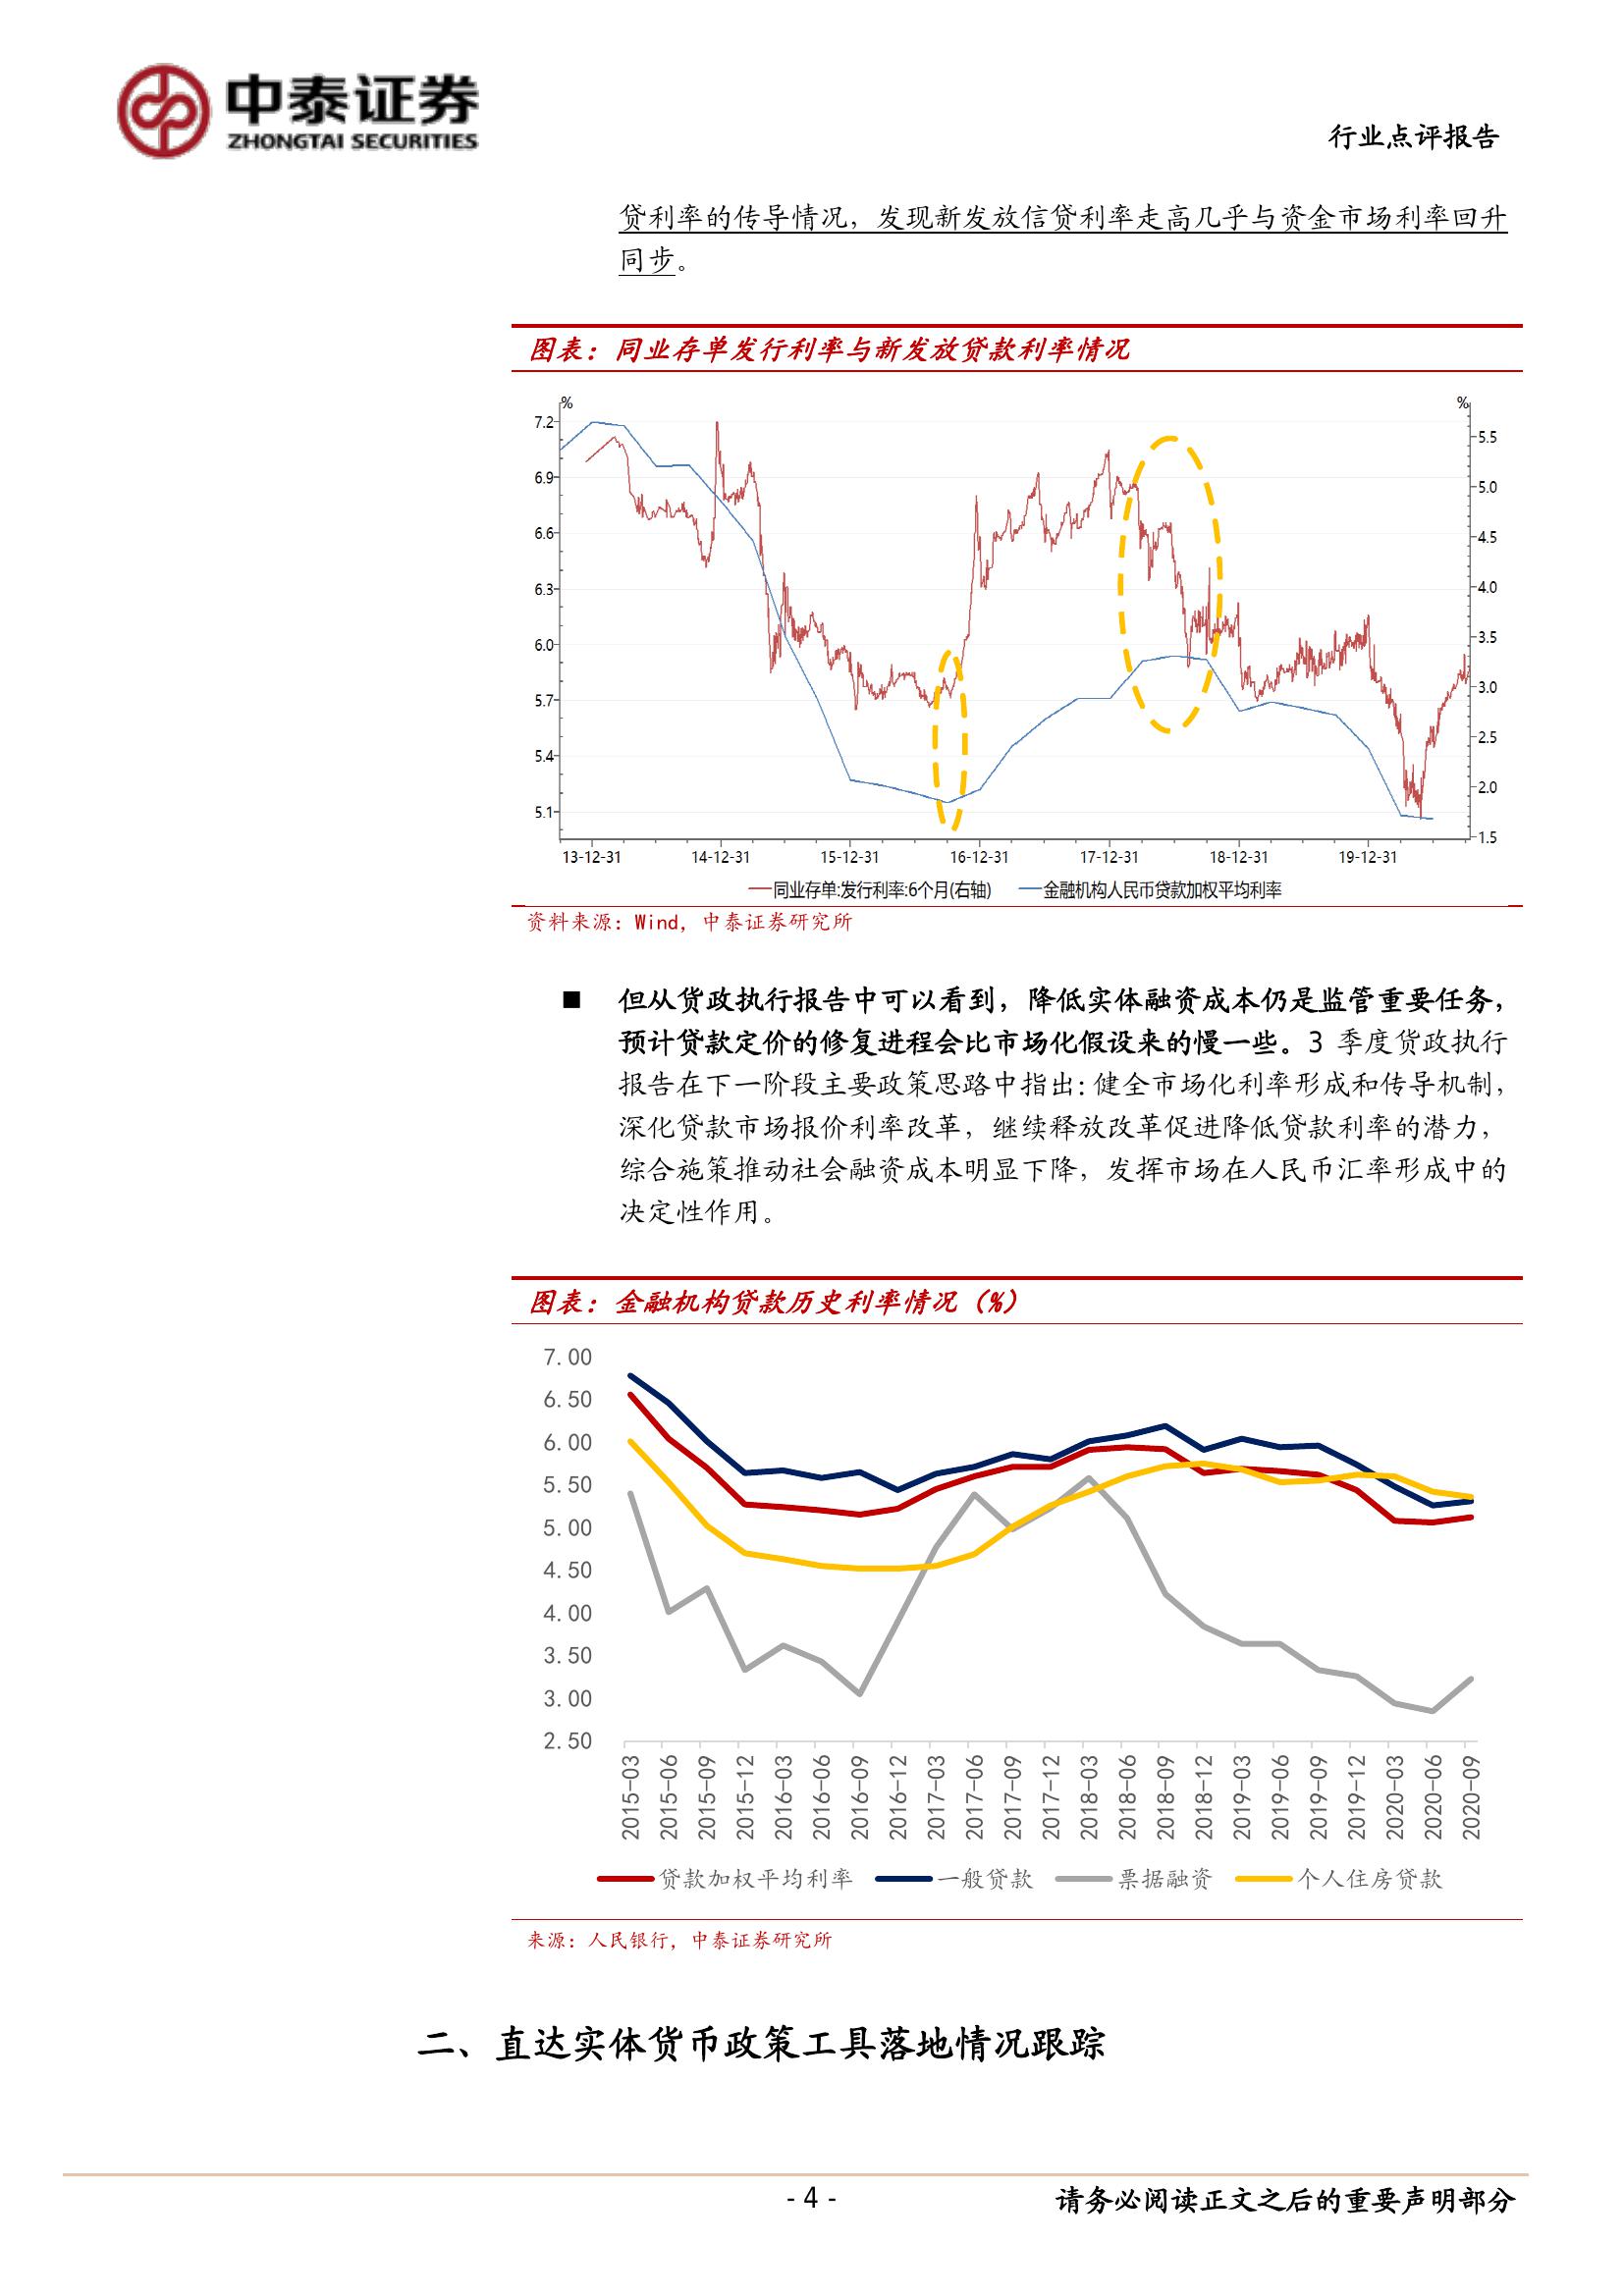 中泰证券
ZHONGTAI SECURITIES
行业点评报告
贷利率的传导情况，发现新发放信贷利率走高几乎与资金市场利率回升
同步。
图表：同业存单发行利率与新发放贷款利率情况
% %
7.2
6.9
6.6
6.3
6.0
5.7
5.4
5.1
5.5
5.0
4.5
4.0
3.5
3.0
2.5
2.0
1.5
13-12-31 14-12-31 15-12-31 16-12-31 17-12-31 18-12-31 19-12-31
同业存单:发行利率:6个月(右轴) 金融机构人民币贷款加权平均利率
资料来源：Wind，中泰证券研究所
■ 但从货政执行报告中可以看到，降低实体融资成本仍是监管重要任务，
预计贷款定价的修复进程会比市场化假设来的慢一些。3 季度货政执行
报告在下一阶段主要政策思路中指出：健全市场化利率形成和传导机制，
深化贷款市场报价利率改革，继续释放改革促进降低贷款利率的潜力，
综合施策推动社会融资成本明显下降，发挥市场在人民币汇率形成中的
决定性作用。
图表：金融机构贷款历史利率情况（%）
7.00
6.50
6.00
5.50
5.00
4.50
4.00
3.50
3.00
2.50
2015-03 2015-06 2015-09 2015-12 2016-03 2016-06 2016-09 2016-12 2017-03 2017-06 2017-09 2017-12 2018-03 2018-06 2018-09 2018-12 2019-03 2019-06 2019-09 2019-12 2020-03 2020-06 2020-09
贷款加权平均利率 一般贷款 票据融资 个人住房贷款
来源：人民银行，中泰证券研究所
二、直达实体货币政策工具落地情况跟踪
- 4 -
请务必阅读正文之后的重要声明部分